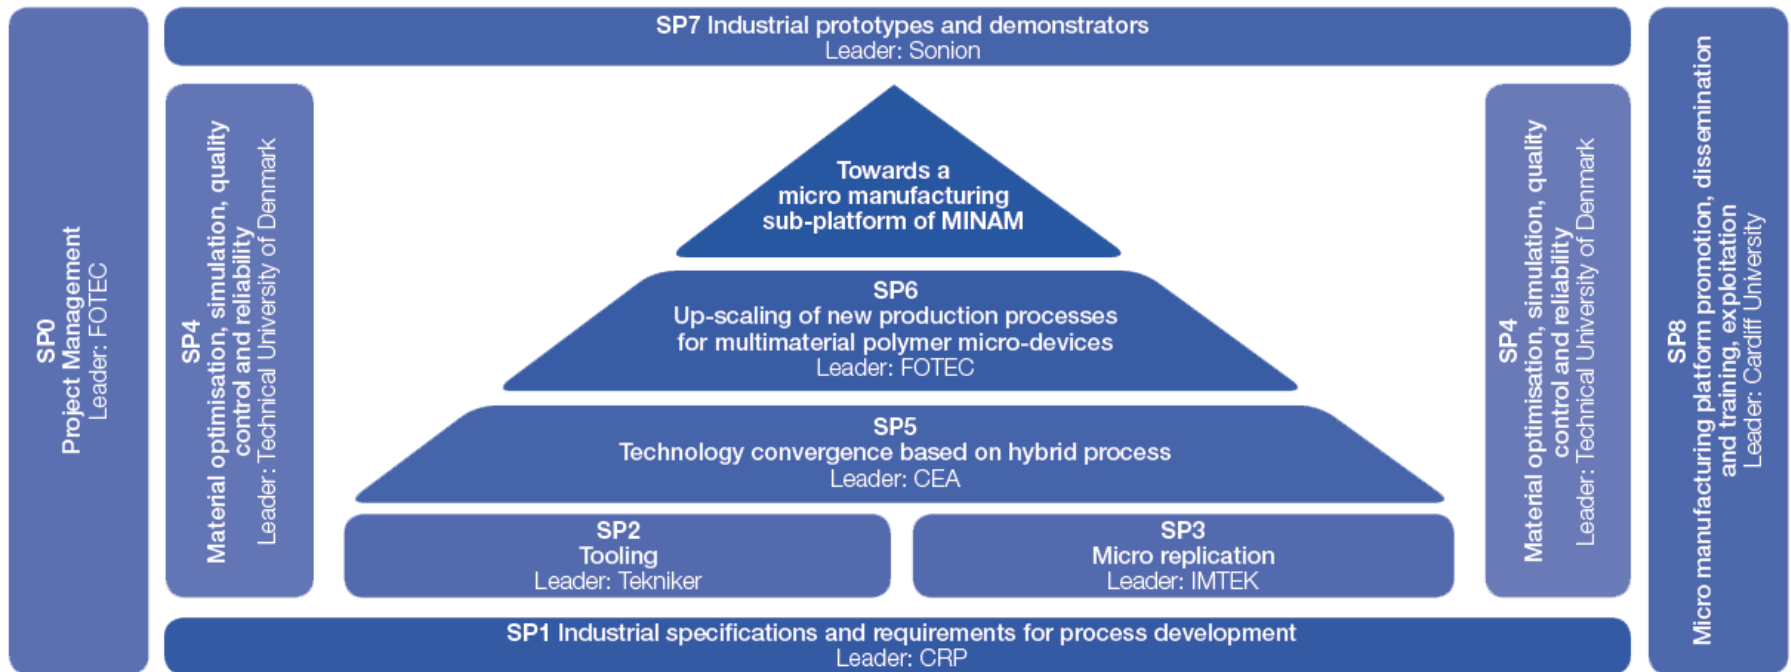 SP0
Project Management
Leader: FOTEC
SP7 Industrial prototypes and demonstrators
Leader: Sonion
SP4
Material optimisation, simulation, quality
control and reliability
Leader: Technical University of Denmark
Towards a
micro manufacturing
sub-platform of MINAM
SP6
Up-scaling of new production processes
for multimaterial polymer micro-devices
Leader: FOTEC
SP5
Technology convergence based on hybrid process
Leader: CEA
SP2
Tooling
Leader: Tekniker
SP3
Micro replication
Leader: IMTEK
SP4
Material optimisation, simulation, quality
control and reliability
Leader: Technical University of Denmark
SP1 Industrial specifications and requirements for process development
Leader: CRP
SP8
Micro manufacturing platform promotion, dissemination
and training, exploitation
Leader: Cardiff University